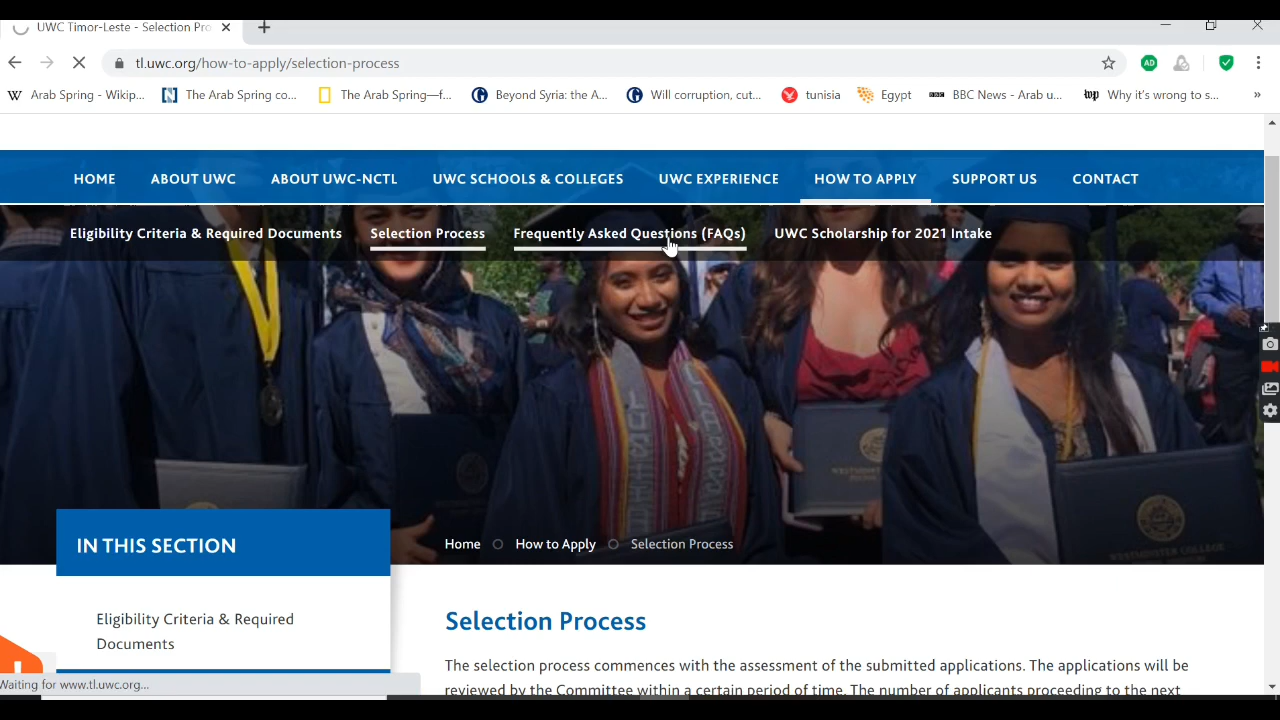 UWC Timor-Leste - Selection Pro
tl.uwc.org/how-to-apply/selection-process
AD
W Arab Spring - Wikip... N The Arab Spring co... The Arab Spring—f... Beyond Syria: the A... Will corruption, cut... tunisia Egypt BBC News - Arab u... wp Why it's wrong to s... »
HOME ABOUT UWC ABOUT UWC-NCTL UWC SCHOOLS & COLLEGES UWC EXPERIENCE HOW TO APPLY SUPPORT US CONTACT
Eligibility Criteria & Required Documents Selection Process Frequently Asked Questions (FAQs) UWC Scholarship for 2021 Intake
IN THIS SECTION
Home How to Apply Selection Process
Eligibility Criteria & Required
Documents
Selection Process
The selection process commences with the assessment of the submitted applications. The applications will be
reviewed by the Committee within a certain period of time. The number of applicants proceeding to the next
Waiting for www.tl.uwc.org...